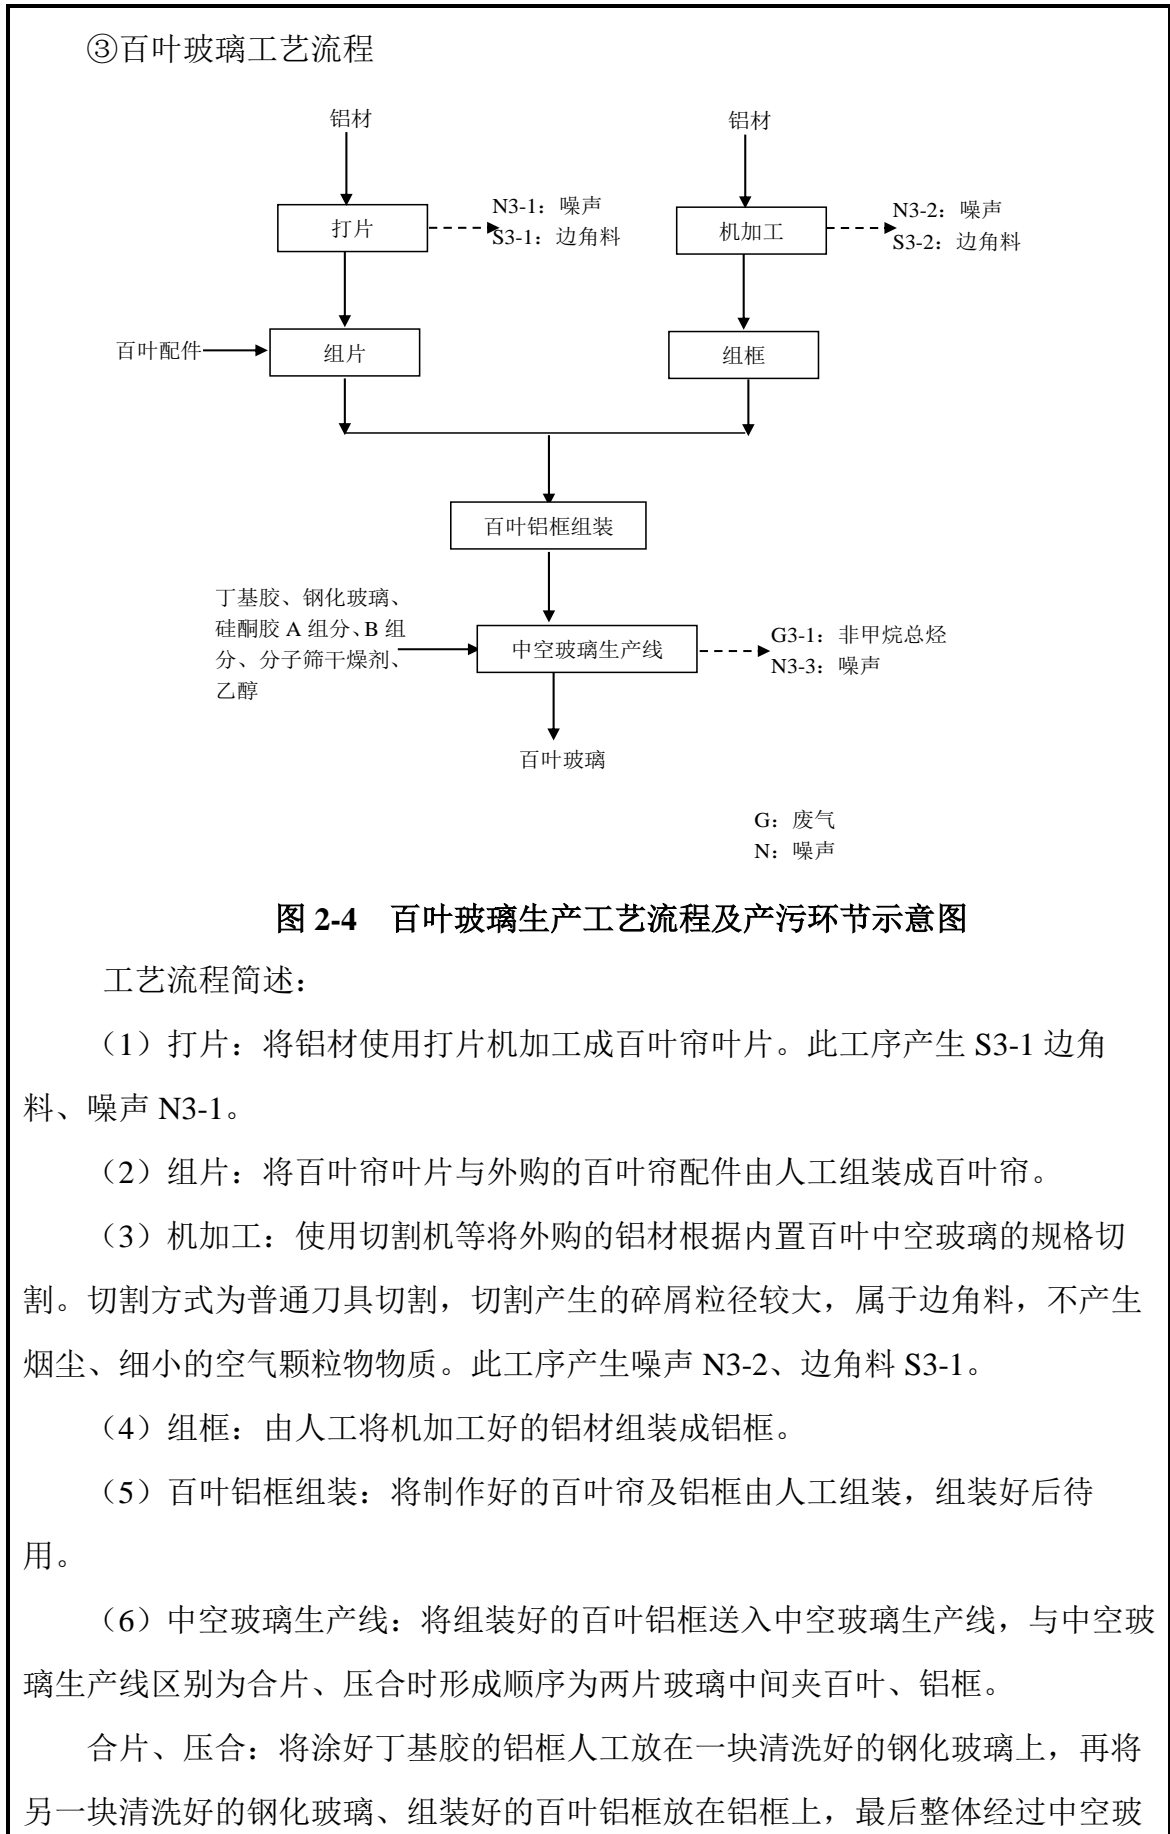 ③百叶玻璃工艺流程
铝材
铝材
打片
N3-1：噪声
S3-1：边角料
机加工
N3-2：噪声
S3-2：边角料
百叶配件
组片
组框
百叶铝框组装
丁基胶、钢化玻璃、
硅酮胶 A 组分、B 组
分、分子筛干燥剂、
乙醇
中空玻璃生产线
G3-1：非甲烷总烃
N3-3：噪声
百叶玻璃
G：废气
N：噪声
图 2-4 百叶玻璃生产工艺流程及产污环节示意图
工艺流程简述：
（1）打片：将铝材使用打片机加工成百叶帘叶片。此工序产生 S3-1 边角
料、噪声 N3-1。
（2）组片：将百叶帘叶片与外购的百叶帘配件由人工组装成百叶帘。
（3）机加工：使用切割机等将外购的铝材根据内置百叶中空玻璃的规格切
割。切割方式为普通刀具切割，切割产生的碎屑粒径较大，属于边角料，不产生
烟尘、细小的空气颗粒物物质。此工序产生噪声 N3-2、边角料 S3-1。
（4）组框：由人工将机加工好的铝材组装成铝框。
（5）百叶铝框组装：将制作好的百叶帘及铝框由人工组装，组装好后待
用。
（6）中空玻璃生产线：将组装好的百叶铝框送入中空玻璃生产线，与中空玻
璃生产线区别为合片、压合时形成顺序为两片玻璃中间夹百叶、铝框。
合片、压合：将涂好丁基胶的铝框人工放在一块清洗好的钢化玻璃上，再将
另一块清洗好的钢化玻璃、组装好的百叶铝框放在铝框上，最后整体经过中空玻